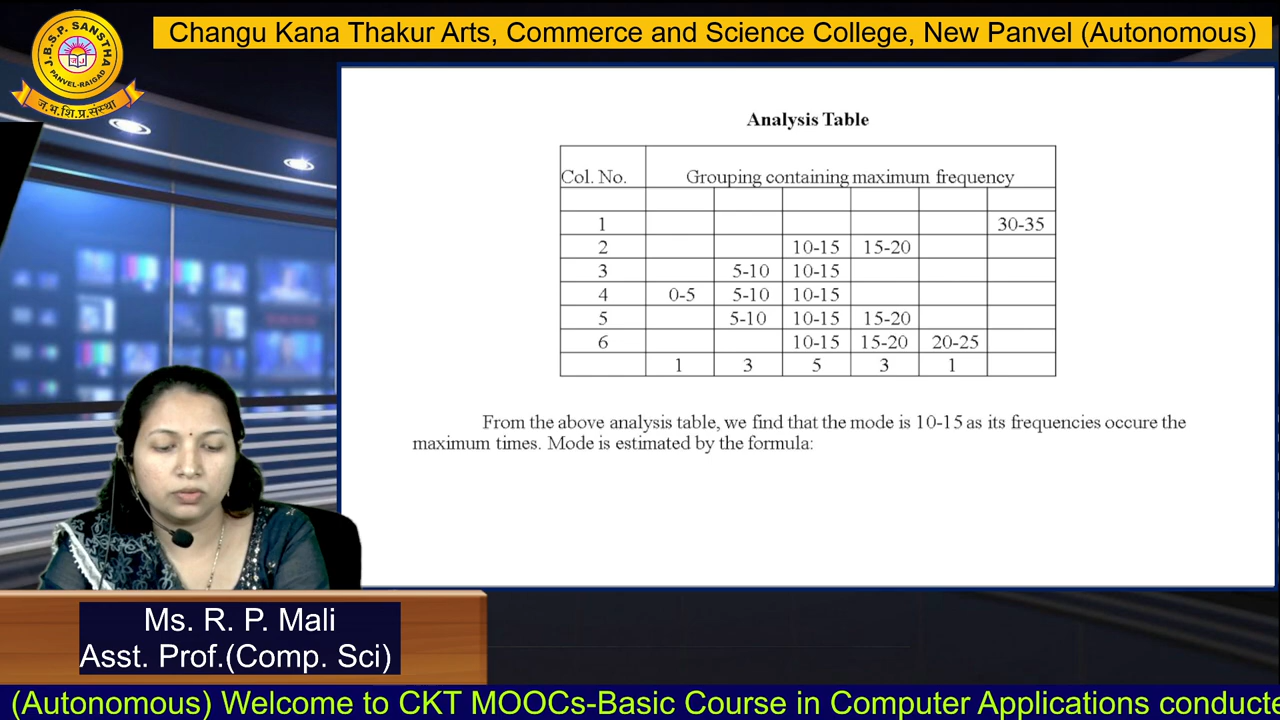 Changu Kana Thakur Arts, Commerce and Science College, New Panvel (Autonomous)
J.B.S.P. SANSTHA
PANVEL-RAIGAD
ज.भ.शि.प्र.संस्था
Analysis Table
Col. No. Grouping containing maximum frequency
1 30-35
2 10-15 15-20
3 5-10 10-15
4 0-5 5-10 10-15
5 5-10 10-15 15-20
6 10-15 15-20 20-25
1 3 5 3 1
From the above analysis table, we find that the mode is 10-15 as its frequencies occure the
maximum times. Mode is estimated by the formula:
Ms. R. P. Mali
Asst. Prof.(Comp. Sci)
(Autonomous) Welcome to CKT MOOCs-Basic Course in Computer Applications conducte